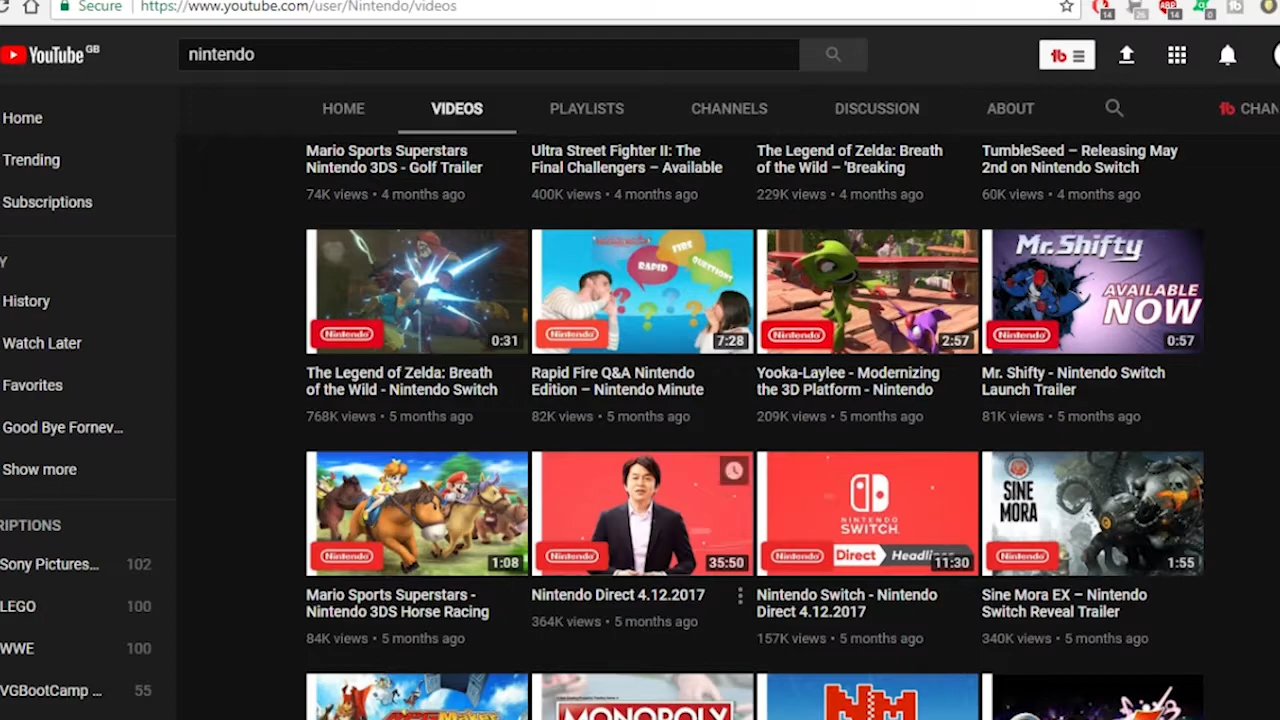 Secure https://www.youtube.com/user/Nintendo/videos
14 26 ABP 14 0 tb
YouTube GB
nintendo
tb
HOME VIDEOS PLAYLISTS CHANNELS DISCUSSION ABOUT tb CHAN
Home
Trending
Subscriptions
Y
History
Watch Later
Favorites
Good Bye Fornev...
Show more
RIPTIONS
Sony Pictures... 102
LEGO 100
WWE 100
VGBootCamp ... 55
Mario Sports Superstars
Nintendo 3DS - Golf Trailer
74K views • 4 months ago
Ultra Street Fighter II: The
Final Challengers – Available
400K views • 4 months ago
The Legend of Zelda: Breath
of the Wild – 'Breaking
229K views • 4 months ago
TumbleSeed – Releasing May
2nd on Nintendo Switch
60K views • 4 months ago
Nintendo 0:31
The Legend of Zelda: Breath
of the Wild - Nintendo Switch
768K views • 5 months ago
RAPID FIRE QUESTIONS
Nintendo 7:28
Rapid Fire Q&A Nintendo
Edition – Nintendo Minute
82K views • 5 months ago
Nintendo 2:57
Yooka-Laylee - Modernizing
the 3D Platform - Nintendo
209K views • 5 months ago
Mr. Shifty
AVAILABLE
NOW
Nintendo 0:57
Mr. Shifty - Nintendo Switch
Launch Trailer
81K views • 5 months ago
Nintendo 1:08
Mario Sports Superstars -
Nintendo 3DS Horse Racing
84K views • 5 months ago
Nintendo 35:50
Nintendo Direct 4.12.2017
364K views • 5 months ago
NINTENDO
SWITCH
Nintendo Direct Headli 11:30
Nintendo Switch - Nintendo
Direct 4.12.2017
157K views • 5 months ago
SINE
MORA
Nintendo 1:55
Sine Mora EX – Nintendo
Switch Reveal Trailer
340K views • 5 months ago
MONOPOLY